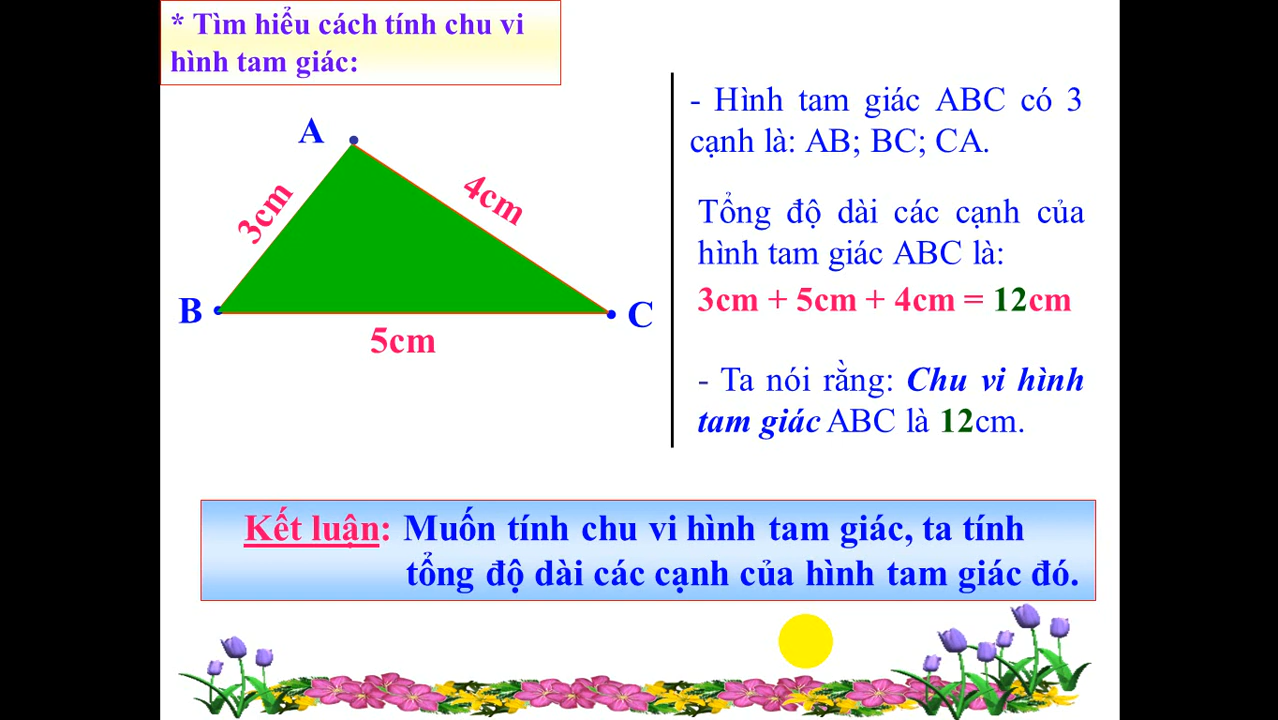 * Tìm hiểu cách tính chu vi
hình tam giác:
A
3cm
4cm
B
C
5cm
- Hình tam giác ABC có 3
cạnh là: AB; BC; CA.
Tổng độ dài các cạnh của
hình tam giác ABC là:
3cm + 5cm + 4cm = 12cm
- Ta nói rằng: Chu vi hình
tam giác ABC là 12cm.
Kết luận: Muốn tính chu vi hình tam giác, ta tính
tổng độ dài các cạnh của hình tam giác đó.